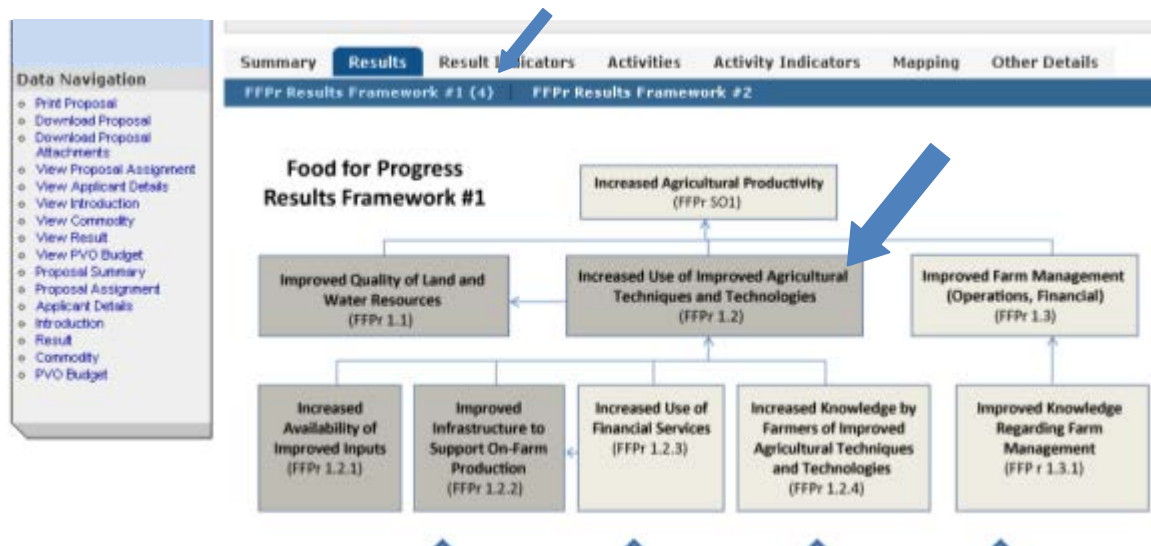 Data Navigation
Print Proposal
Download Proposal
Download Proposal
Attachments
View Proposal Assignment
View Applicant Details
View Introduction
View Commodity
View Result
View PVO Budget
Proposal Summary
Proposal Assignment
Applicant Details
Introduction
Result
Commodity
PVO Budget
Summary Results Result Indicators Activities Activity Indicators Mapping Other Details
FFPr Results Framework #1 (4) FFPr Results Framework #2
Food for Progress
Results Framework #1
Increased Agricultural Productivity
(FFPr SO1)
Improved Quality of Land and
Water Resources
(FFPr 1.1)
Increased Use of Improved Agricultural
Techniques and Technologies
(FFPr 1.2)
Improved Farm Management
(Operations, Financial)
(FFPr 1.3)
Increased
Availability of
Improved Inputs
(FFPr 1.2.1)
Improved
Infrastructure to
Support On-Farm
Production
(FFPr 1.2.2)
Increased Use of
Financial Services
(FFPr 1.2.3)
Increased Knowledge by
Farmers of Improved
Agricultural Techniques
and Technologies
(FFPr 1.2.4)
Improved Knowledge
Regarding Farm
Management
(FFP r 1.3.1)